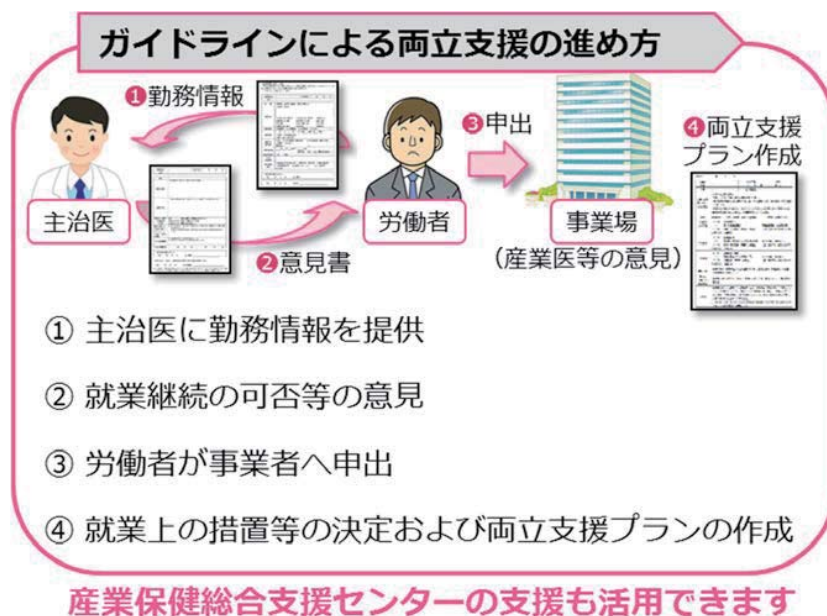 ガイドラインによる両立支援の進め方
❶勤務情報
❸申出
❹両立支援
プラン作成
主治医
労働者
事業場
❷意見書
（産業医等の意見）
① 主治医に勤務情報を提供
② 就業継続の可否等の意見
③ 労働者が事業者へ申出
④ 就業上の措置等の決定および両立支援プランの作成
産業保健総合支援センターの支援も活用できます